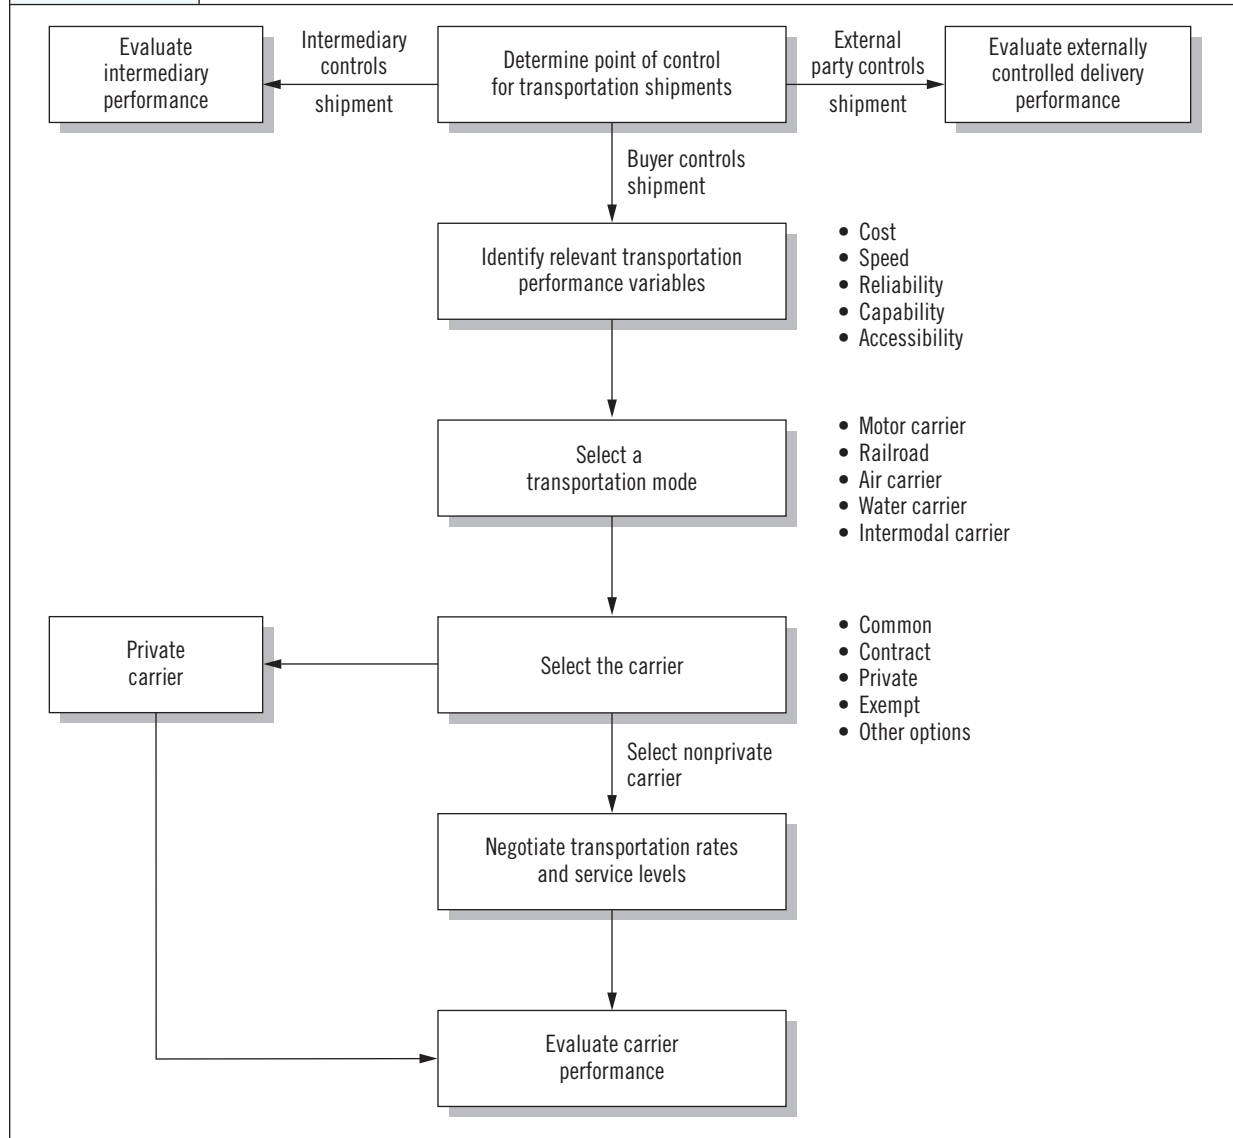 Evaluate
intermediary
performance
Intermediary
controls
shipment
Determine point of control
for transportation shipments
External
party controls
shipment
Evaluate externally
controlled delivery
performance
Buyer controls
shipment
Identify relevant transportation
performance variables
• Cost
• Speed
• Reliability
• Capability
• Accessibility
Select a
transportation mode
• Motor carrier
• Railroad
• Air carrier
• Water carrier
• Intermodal carrier
Private
carrier
Select the carrier
• Common
• Contract
• Private
• Exempt
• Other options
Select nonprivate
carrier
Negotiate transportation rates
and service levels
Evaluate carrier
performance